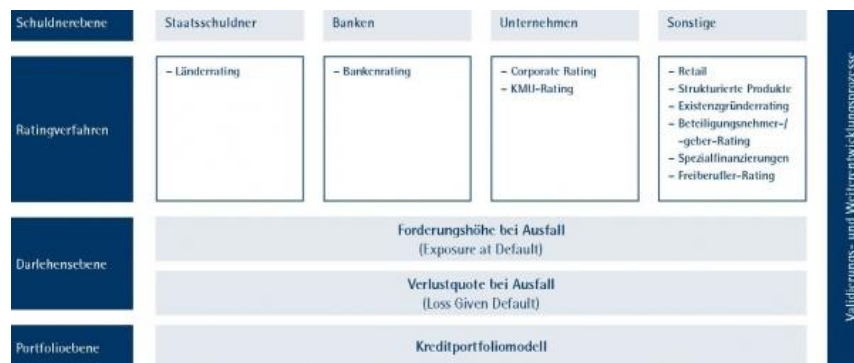 Schuldnerebene
Staatsschuldner
Banken
Unternehmen
Sonstige
Ratingverfahren
– Länderrating
– Bankenrating
– Corporate Rating
– KMU-Rating
– Retail
– Strukturierte Produkte
– Existenzgründerrating
– Beteiligungsnehmer-/
-geber-Rating
– Spezialfinanzierungen
– Freiberufler-Rating
Darlehensebene
Forderungshöhe bei Ausfall
(Exposure at Default)
Verlustquote bei Ausfall
(Loss Given Default)
Portfolioebene
Kreditportfoliomodell
Validierungs- und Weiterentwicklungsprozesse